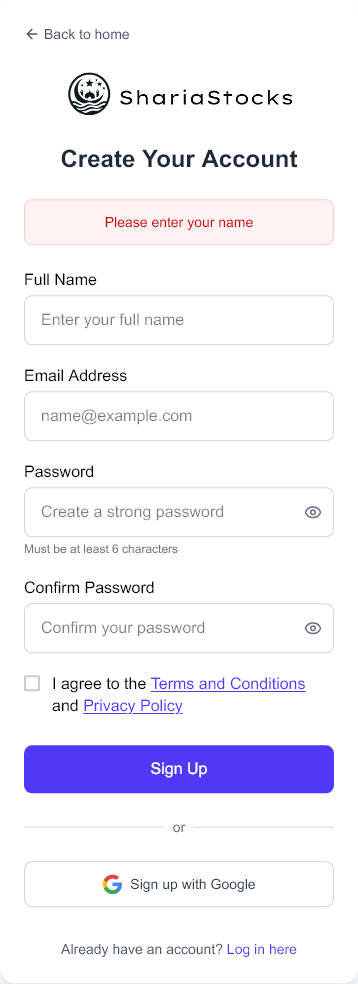 Back to home
ShariaStocks
Create Your Account
Please enter your name
Full Name
Enter your full name
Email Address
name@example.com
Password
Create a strong password
Must be at least 6 characters
Confirm Password
Confirm your password
I agree to the Terms and Conditions
and Privacy Policy
Sign Up
or
Sign up with Google
Already have an account? Log in here